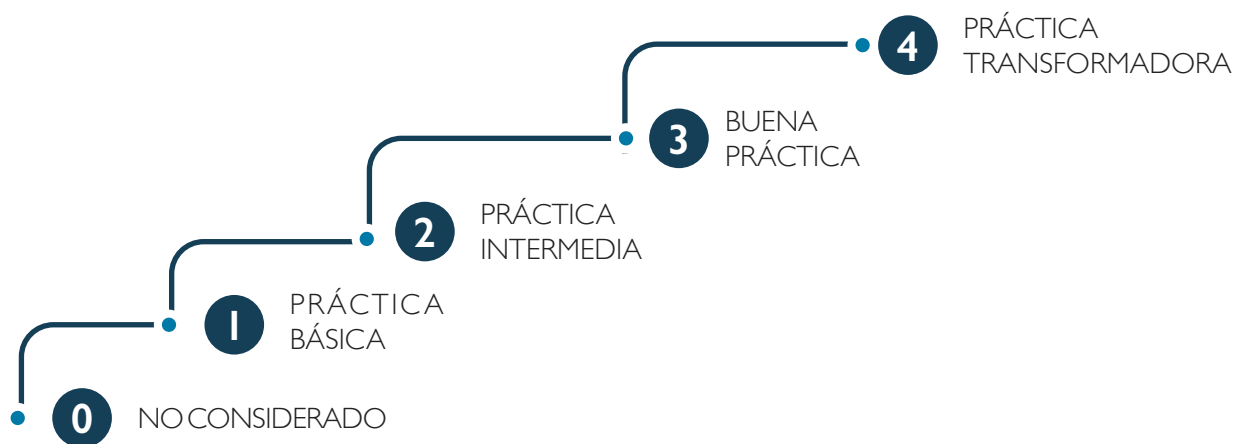 4 PRÁCTICA
TRANSFORMADORA
3 BUENA
PRÁCTICA
2 PRÁCTICA
INTERMEDIA
1 PRÁCTICA
BÁSICA
0 NO CONSIDERADO